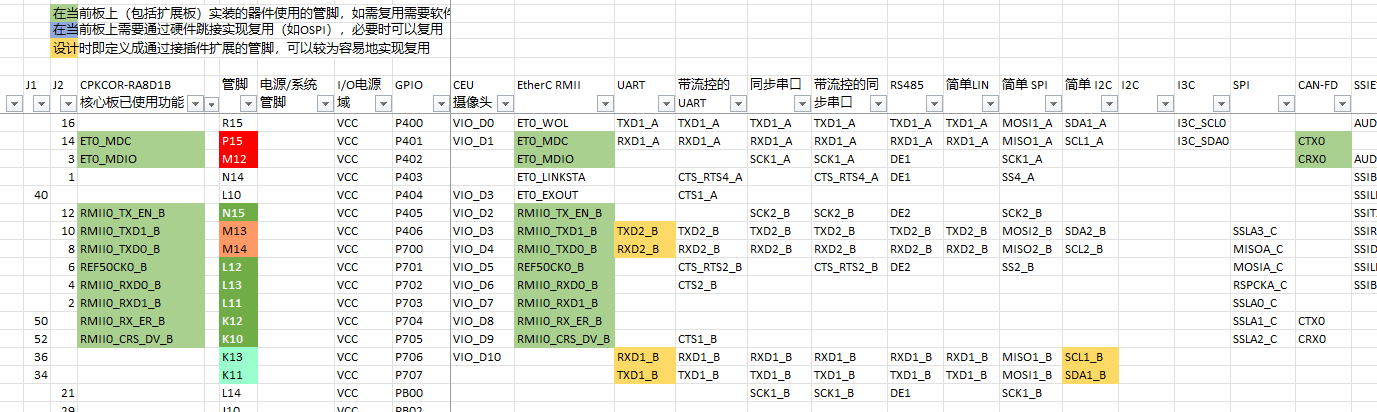 在当前板上（包括扩展板）实装的器件使用的管脚，如需复用需要软件
在当前板上需要通过硬件跳接实现复用（如OSPI），必要时可以复用
设计时即定义成通过接插件扩展的管脚，可以较为容易地实现复用
J1 J2 CPKCOR-RA8D1B 核心板已使用功能 管脚 电源/系统管脚 I/O电源域 GPIO CEU 摄像头 EtherC RMII UART 带流控的UART 同步串口 带流控的同步串口 RS485 简单LIN 简单 SPI 简单 I2C I2C I3C SPI CAN-FD SSIE
16 R15 VCC P400 VIO_D0 ET0_WOL TXD1_A TXD1_A TXD1_A TXD1_A TXD1_A TXD1_A MOSI1_A SDA1_A I3C_SCL0 AUD
14 ET0_MDC P15 VCC P401 VIO_D1 ET0_MDC RXD1_A RXD1_A RXD1_A RXD1_A RXD1_A RXD1_A MISO1_A SCL1_A I3C_SDA0 CTX0
3 ET0_MDIO M12 VCC P402 ET0_MDIO SCK1_A SCK1_A DE1 SCK1_A CRX0 AUD
1 N14 VCC P403 ET0_LINKSTA CTS_RTS4_A CTS_RTS4_A DE1 SS4_A SSIB
40 L10 VCC P404 VIO_D3 ET0_EXOUT CTS1_A SSIL
12 RMII0_TX_EN_B N15 VCC P405 VIO_D2 RMII0_TX_EN_B SCK2_B SCK2_B DE2 SCK2_B SSIT
10 RMII0_TXD1_B M13 VCC P406 VIO_D3 RMII0_TXD1_B TXD2_B TXD2_B TXD2_B TXD2_B TXD2_B TXD2_B MOSI2_B SDA2_B SSLA3_C SSIR
8 RMII0_TXD0_B M14 VCC P700 VIO_D4 RMII0_TXD0_B RXD2_B RXD2_B RXD2_B RXD2_B RXD2_B RXD2_B MISO2_B SCL2_B MISOA_C SSID
6 REF50CK0_B L12 VCC P701 VIO_D5 REF50CK0_B CTS_RTS2_B CTS_RTS2_B DE2 SS2_B MOSIA_C SSIL
4 RMII0_RXD0_B L13 VCC P702 VIO_D6 RMII0_RXD0_B CTS2_B RSPCKA_C SSIB
2 RMII0_RXD1_B L11 VCC P703 VIO_D7 RMII0_RXD1_B SSLA0_C
50 RMII0_RX_ER_B K12 VCC P704 VIO_D8 RMII0_RX_ER_B SSLA1_C CTX0
52 RMII0_CRS_DV_B K10 VCC P705 VIO_D9 RMII0_CRS_DV_B CTS1_B SSLA2_C CRX0
36 K13 VCC P706 VIO_D10 RXD1_B RXD1_B RXD1_B RXD1_B RXD1_B RXD1_B MISO1_B SCL1_B
34 K11 VCC P707 TXD1_B TXD1_B TXD1_B TXD1_B TXD1_B TXD1_B MOSI1_B SDA1_B
21 L14 VCC PB00 SCK1_B SCK1_B DE1 SCK1_B
29 J10 VCC PB02